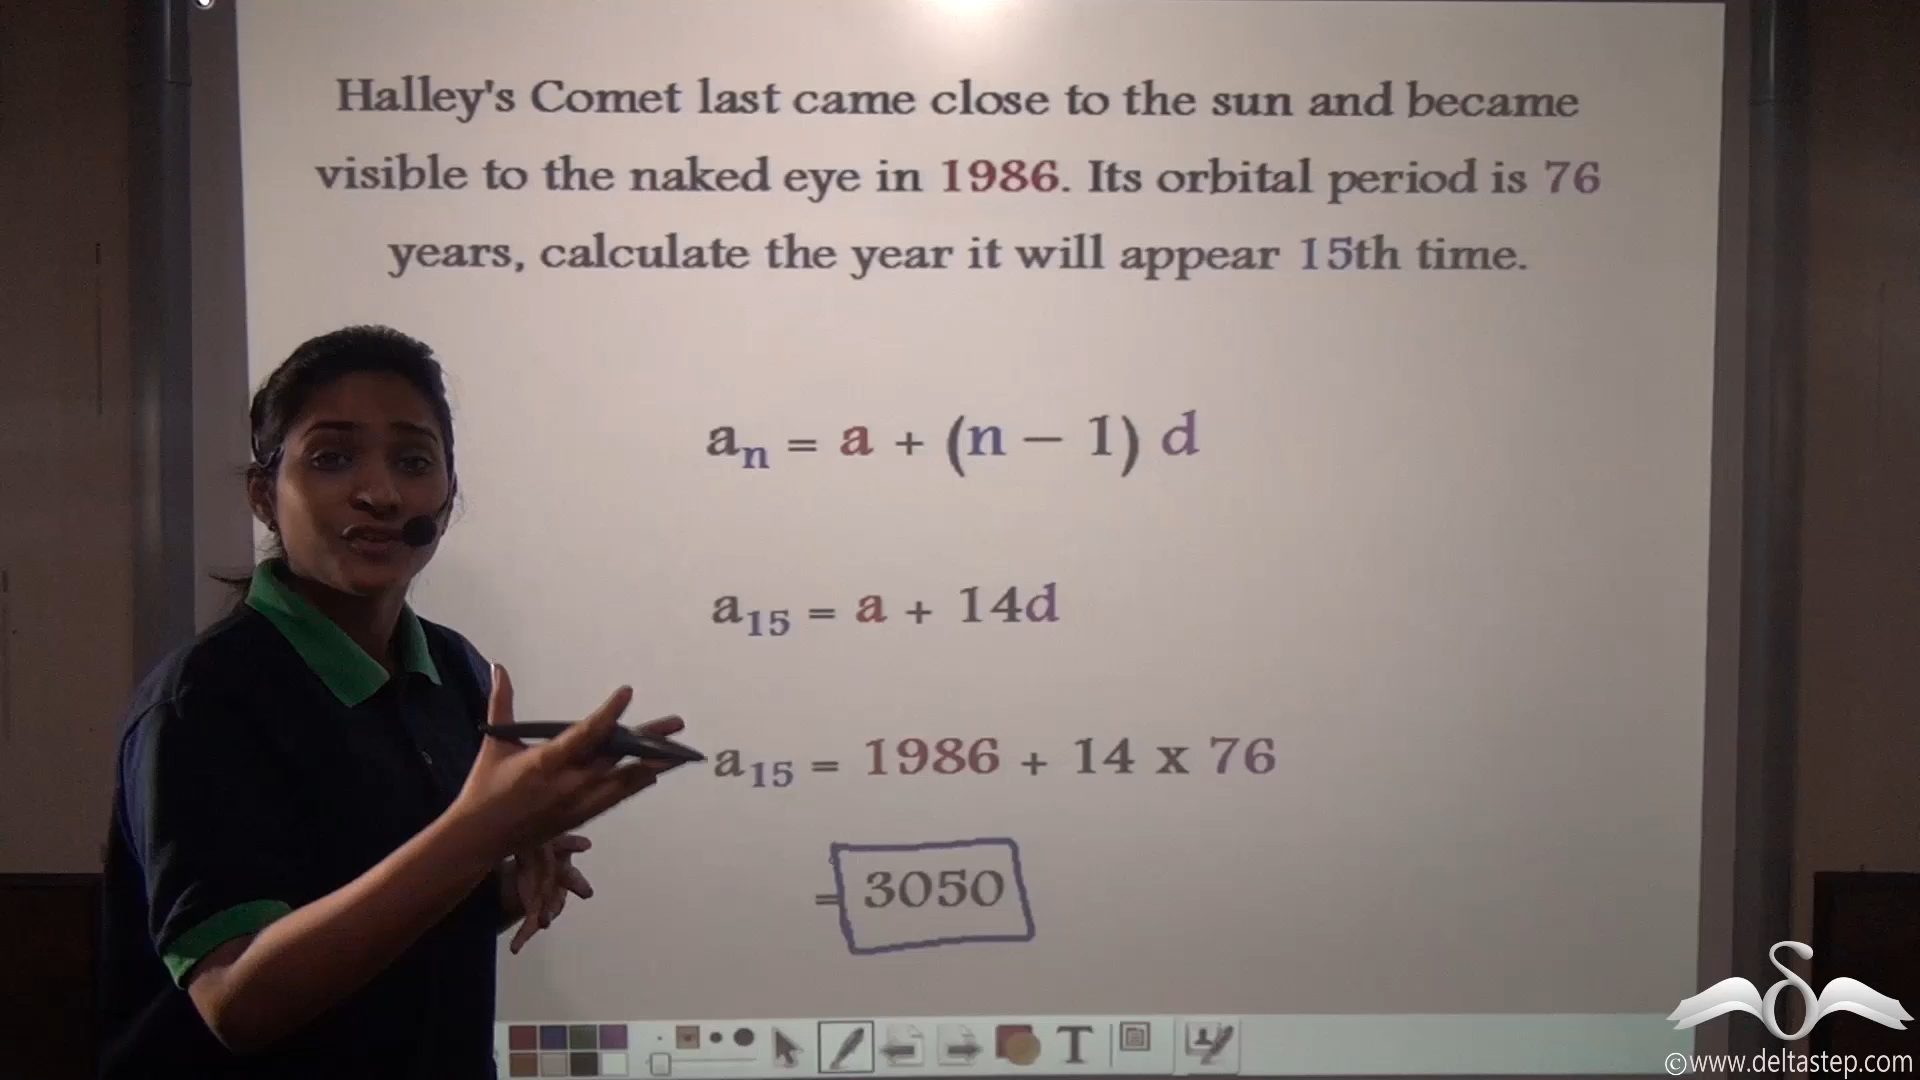 Halley's Comet last came close to the sun and became
visible to the naked eye in 1986. Its orbital period is 76
years, calculate the year it will appear 15th time.
aₙ = a + (n − 1) d
a₁₅ = a + 14d
a₁₅ = 1986 + 14 x 76
= 3050
T
©www.deltastep.com